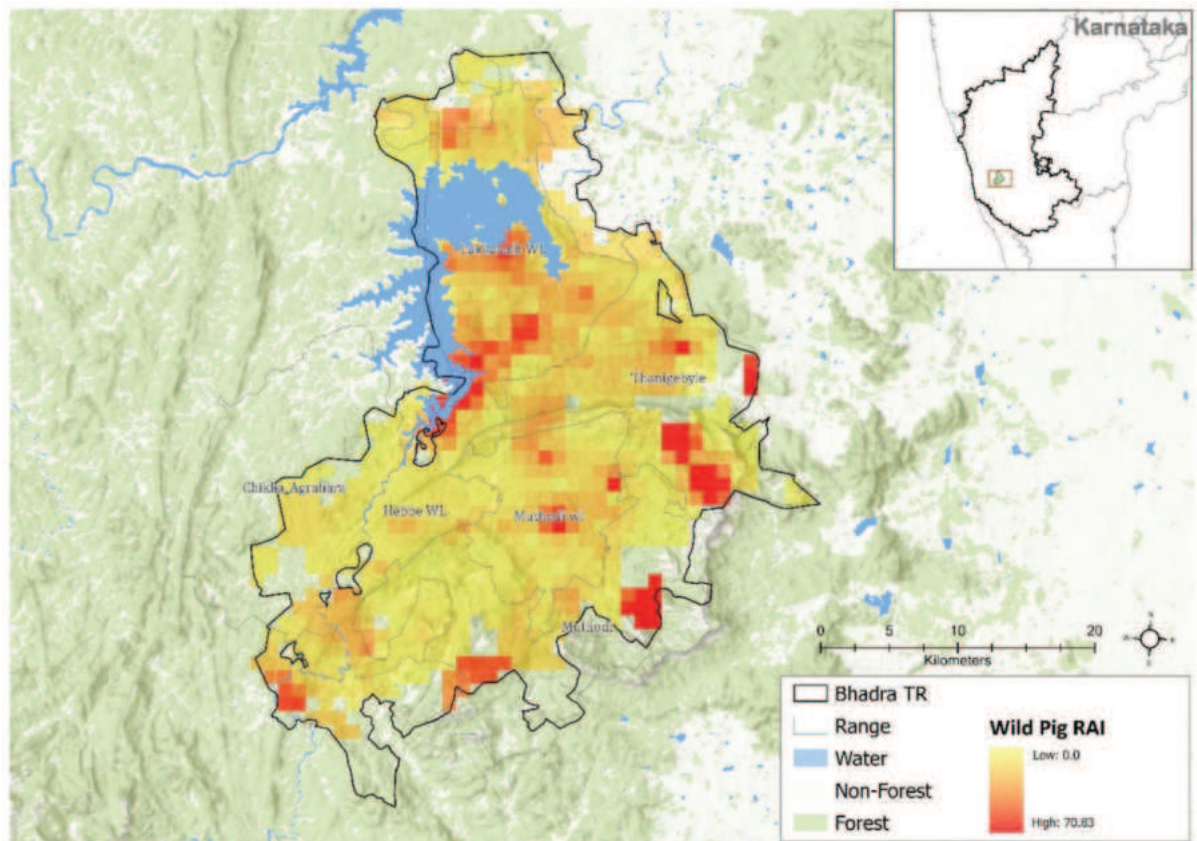 Karnataka
Thanigebyle
Chikka_Agrahara
Hebbe WL
Muthodi wl
Muthodi
0 5 10 20
Kilometers
N
W E
S
Bhadra TR
Range
Water
Non-Forest
Forest
Wild Pig RAI
Low: 0.0
High: 70.83